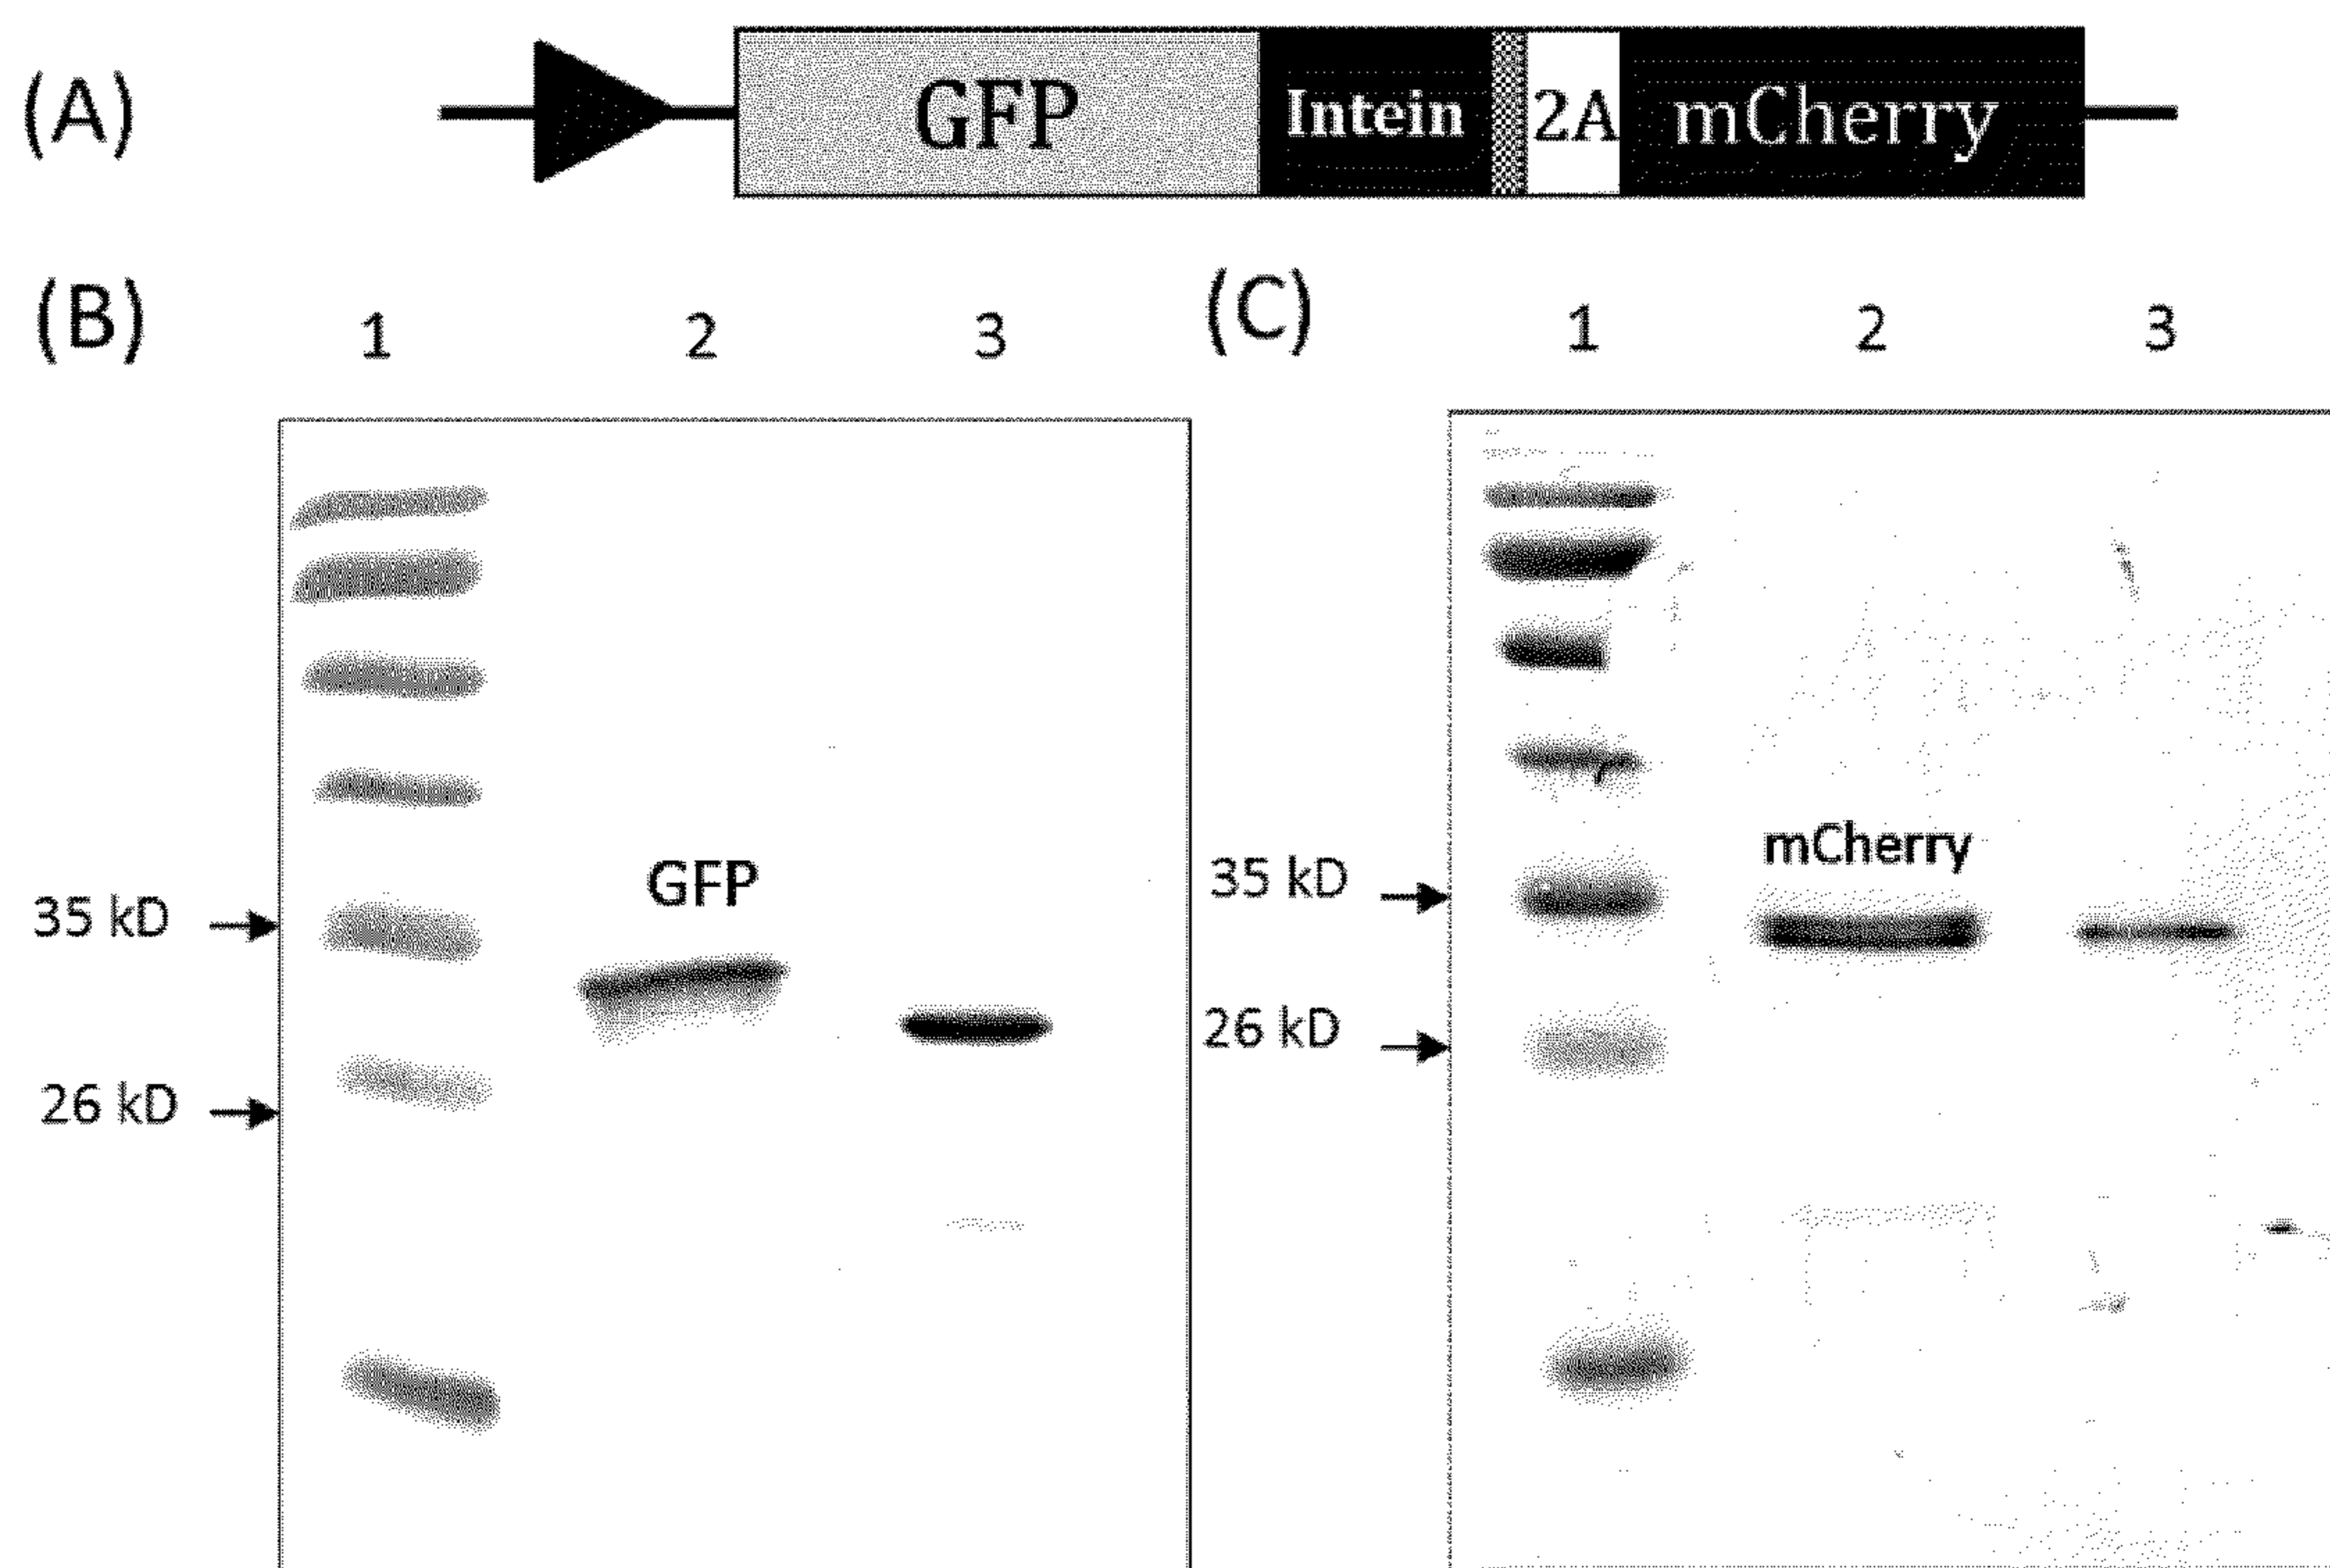 (A) GFP Intein 2A mCherry
(B) 1 2 3
GFP
35 kD
26 kD
(C) 1 2 3
mCherry
35 kD
26 kD